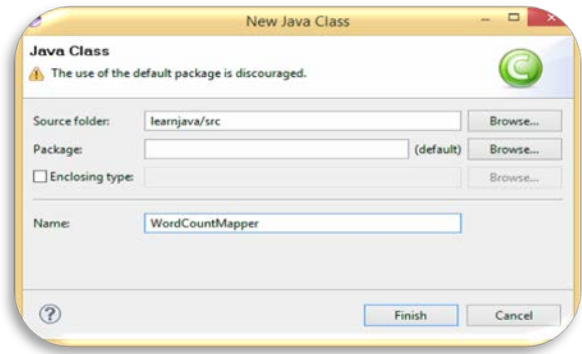 New Java Class
Java Class
The use of the default package is discouraged.
Source folder: learnjava/src Browse...
Package: (default) Browse...
Enclosing type: Browse...
Name: WordCountMapper
Finish Cancel